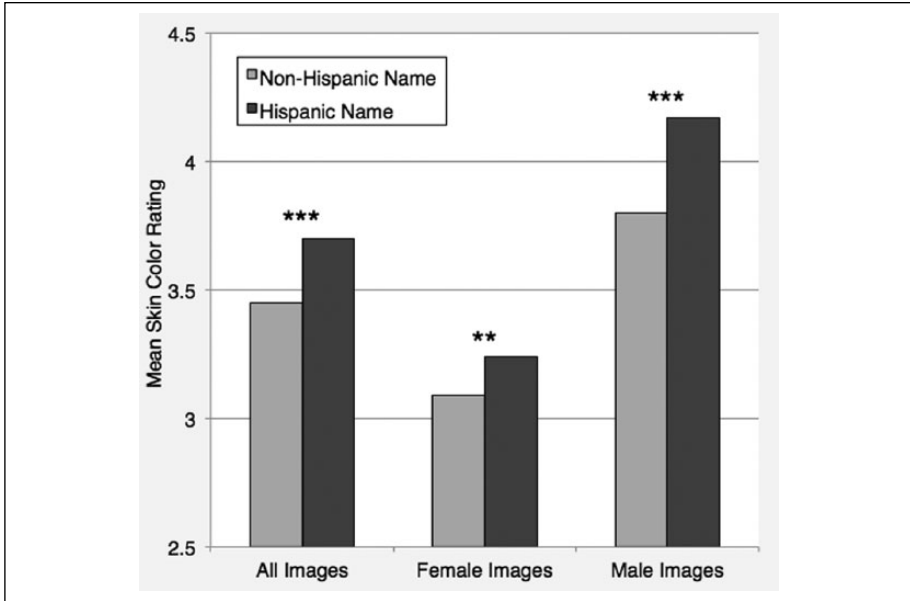 4.5
Non-Hispanic Name
Hispanic Name
***
4
***
3.5
**
3
2.5
Mean Skin Color Rating
All Images Female Images Male Images